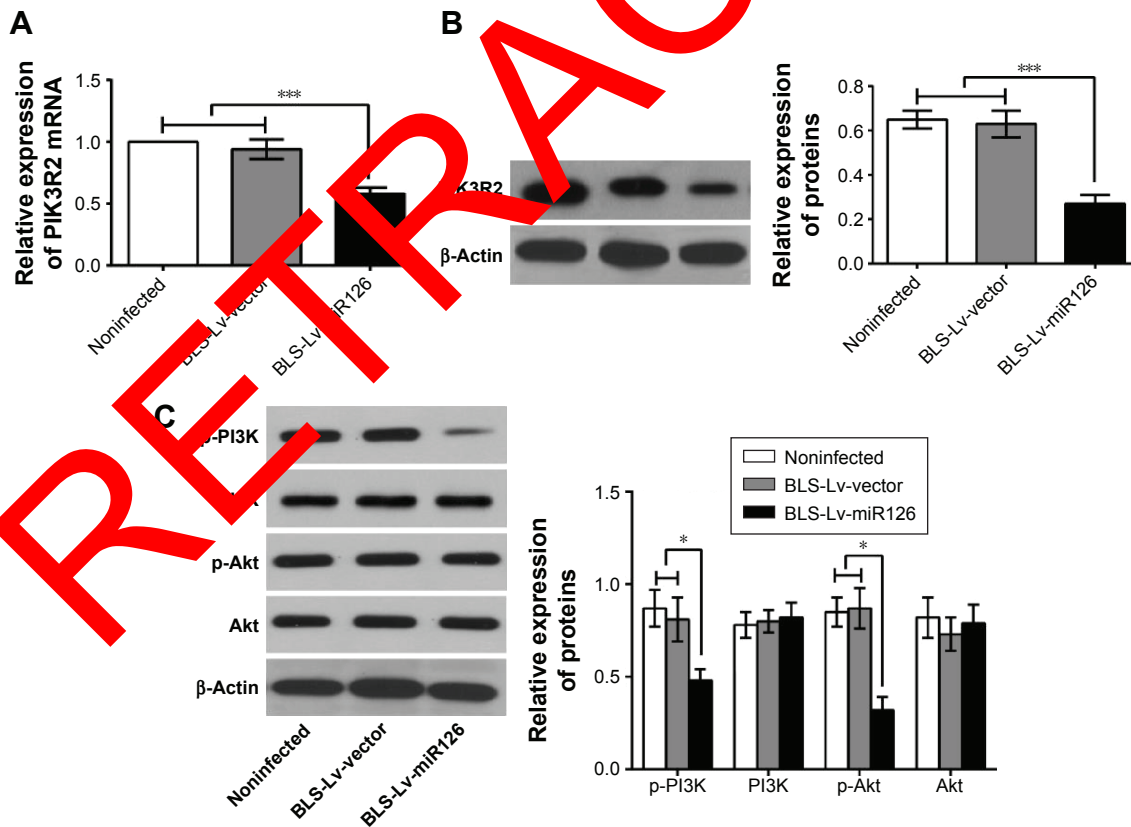 A
B
Relative expression
of PIK3R2 mRNA
1.5
1.0
0.5
0.0
***
Noninfected
BLS-Lv-vector
BLS-Lv-miR126
K3R2
β-Actin
Relative expression
of proteins
0.8
0.6
0.4
0.2
0.0
***
Noninfected
BLS-Lv-vector
BLS-Lv-miR126
RETRAC
C
p-PI3K
K
p-Akt
Akt
β-Actin
Noninfected
BLS-Lv-vector
BLS-Lv-miR126
Noninfected
BLS-Lv-vector
BLS-Lv-miR126
Relative expression
of proteins
1.5
1.0
0.5
0.0
*
*
p-PI3K
PI3K
p-Akt
Akt